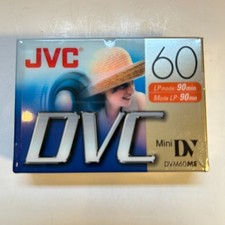 JVC
60
LP mode 90min
Mode LP 90mn
DVC
Mini DV
DVM60ME